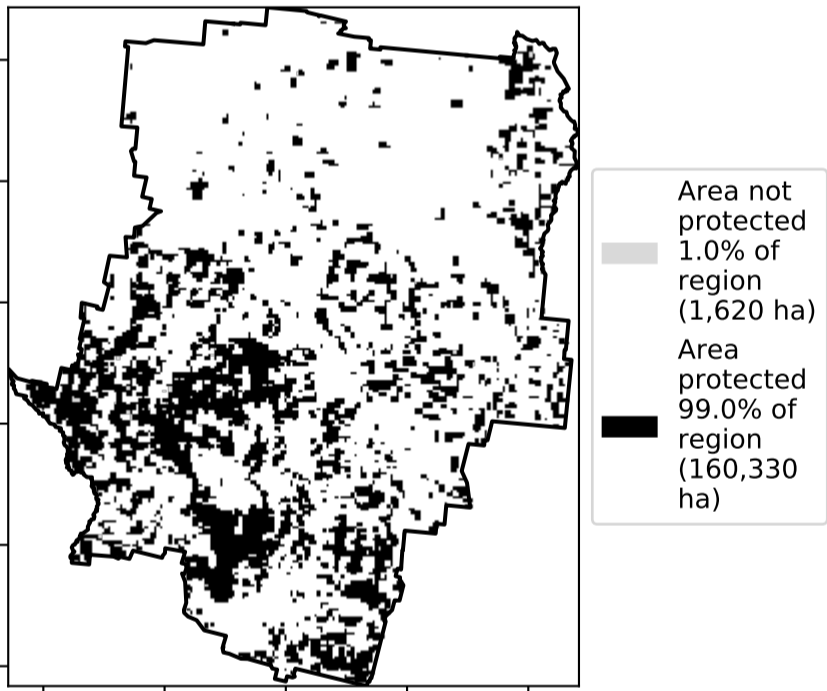 Area not
protected
1.0% of
region
(1,620 ha)
Area
protected
99.0% of
region
(160,330
ha)